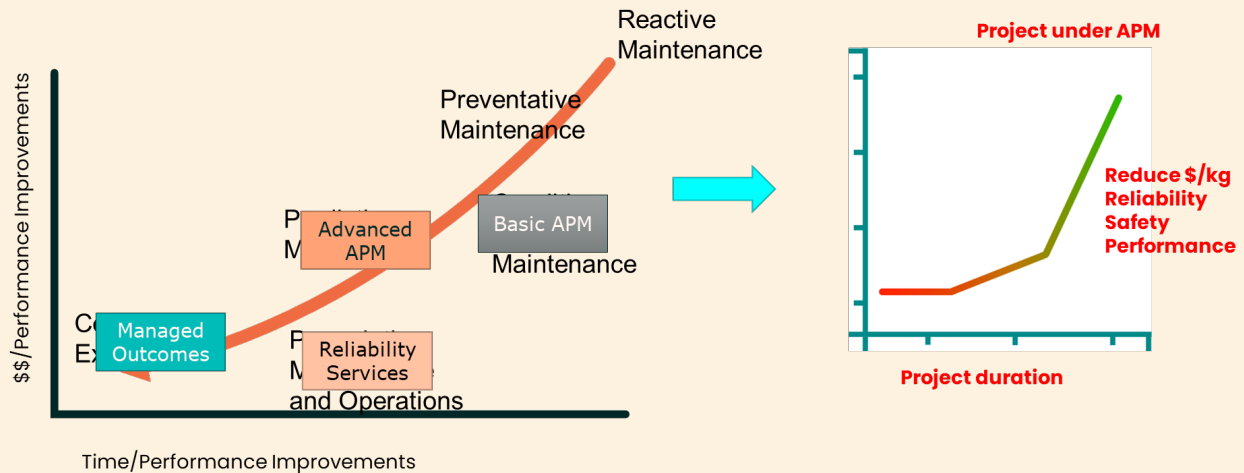 Reactive
Maintenance
Project under APM
Preventative
Maintenance
$$/Performance Improvements
Basic APM
Maintenance
Advanced
APM
Reduce $/kg
Reliability
Safety
Performance
Managed
Outcomes
Reliability
Services
and Operations
Project duration
Time/Performance Improvements